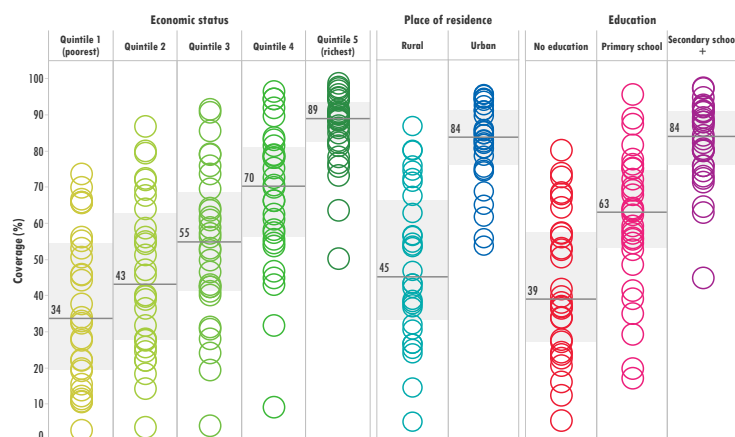 Economic status
Place of residence
Education
Quintile 1
(poorest)
Quintile 2
Quintile 3
Quintile 4
Quintile 5
(richest)
Rural
Urban
No education
Primary school
Secondary school
+
Coverage (%)
100
90
80
70
60
50
40
30
20
10
0
34
43
55
70
89
45
84
39
63
84